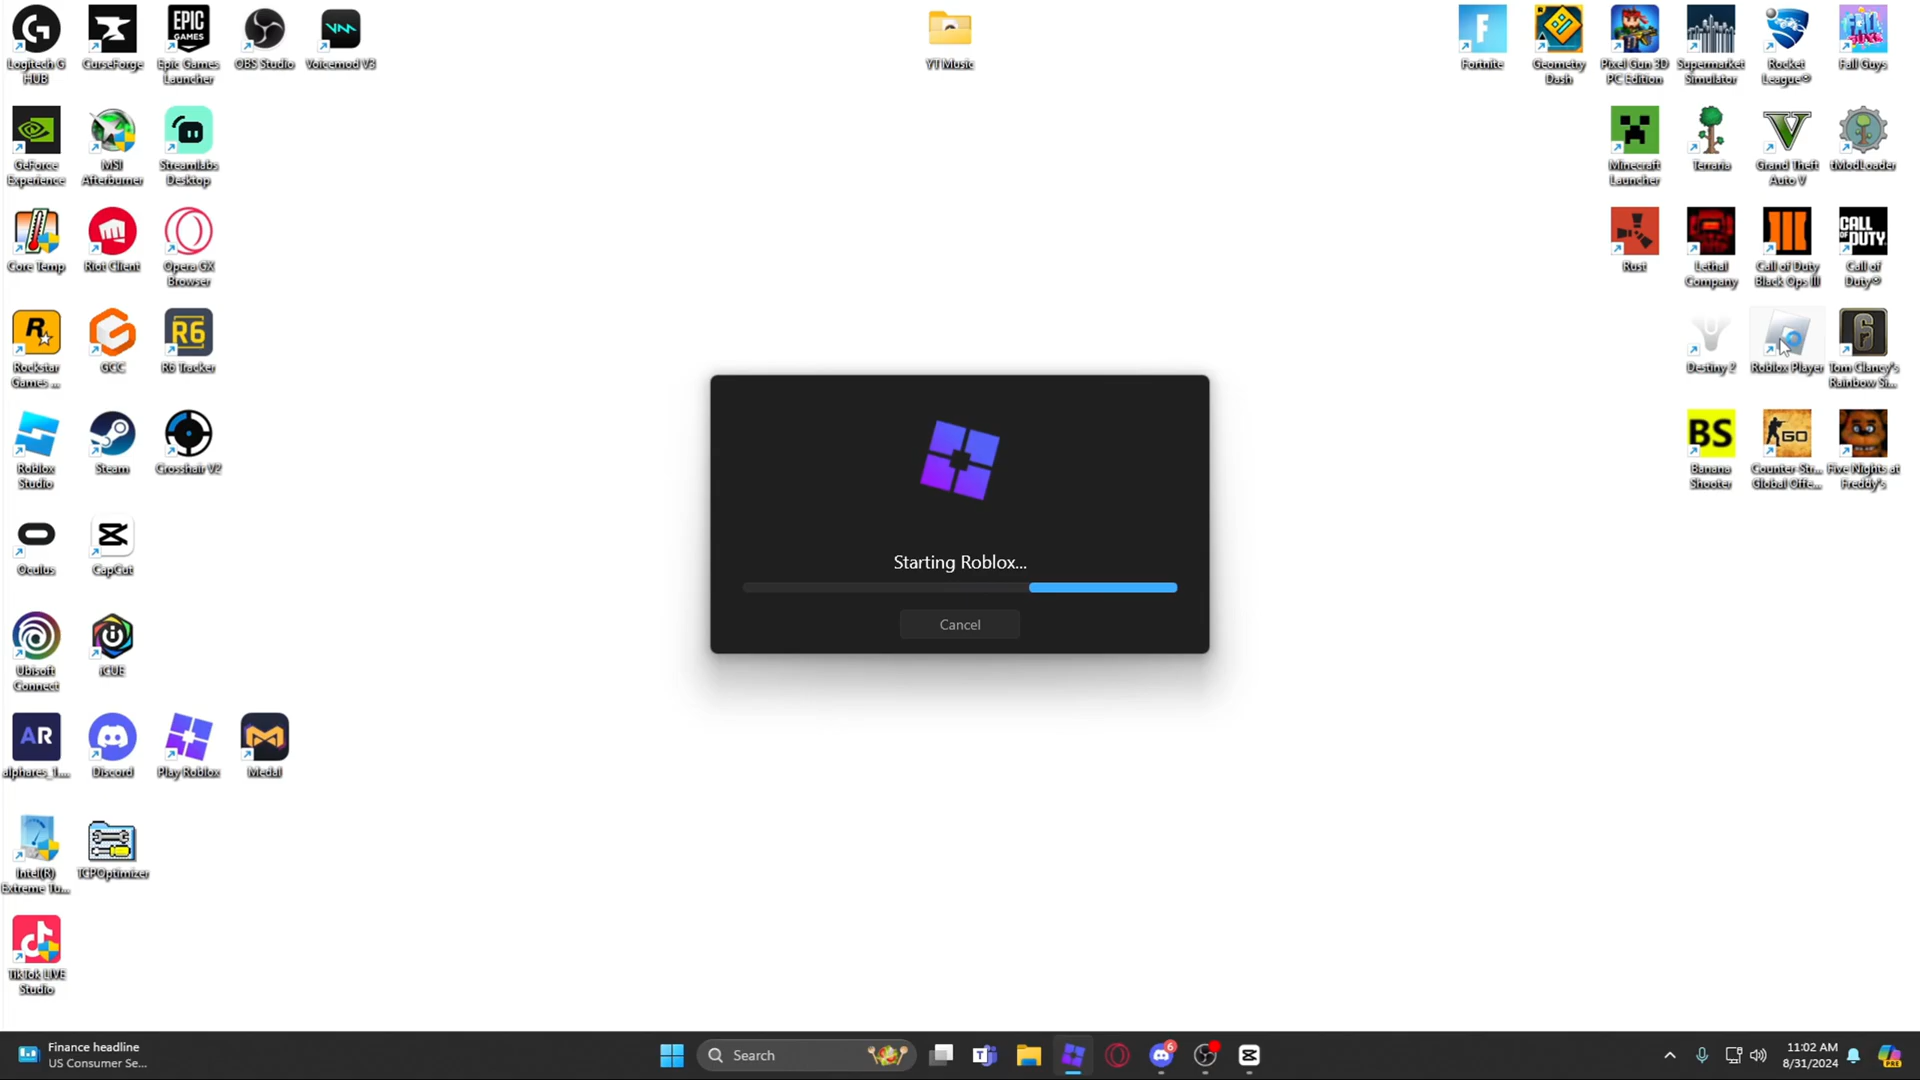 Logitech G
HUB
CurseForge
Epic Games
Launcher
OBS Studio
Voicemod V3
YT Music
Fortnite
Geometry
Dash
Pixel Gun 3D
PC Edition
Supermarket
Simulator
Rocket
League®
Fall Guys
GeForce
Experience
MSI
Afterburner
Streamlabs
Desktop
Minecraft
Launcher
Terraria
Grand Theft
Auto V
tModLoader
Core Temp
Riot Client
Opera GX
Browser
Rust
Lethal
Company
Call of Duty
Black Ops III
Call of
Duty®
Rockstar
Games ...
GCC
R6 Tracker
Destiny 2
Roblox Player
Tom Clancy's
Rainbow Si...
Roblox
Studio
Steam
Crosshair V2
Banana
Shooter
Counter-Str...
Global Offe...
Five Nights at
Freddy's
Starting Roblox...
Cancel
Oculus
CapCut
Ubisoft
Connect
iCUE
alphares_1....
Discord
Play Roblox
Medal
Intel(R)
Extreme Tu...
TCPOptimizer
TikTok LIVE
Studio
Finance headline
US Consumer Se...
Search
6
11:02 AM
8/31/2024
EPIC
GAMES
R6
AR
BS
GO
CALL
OF
DUTY
PRE